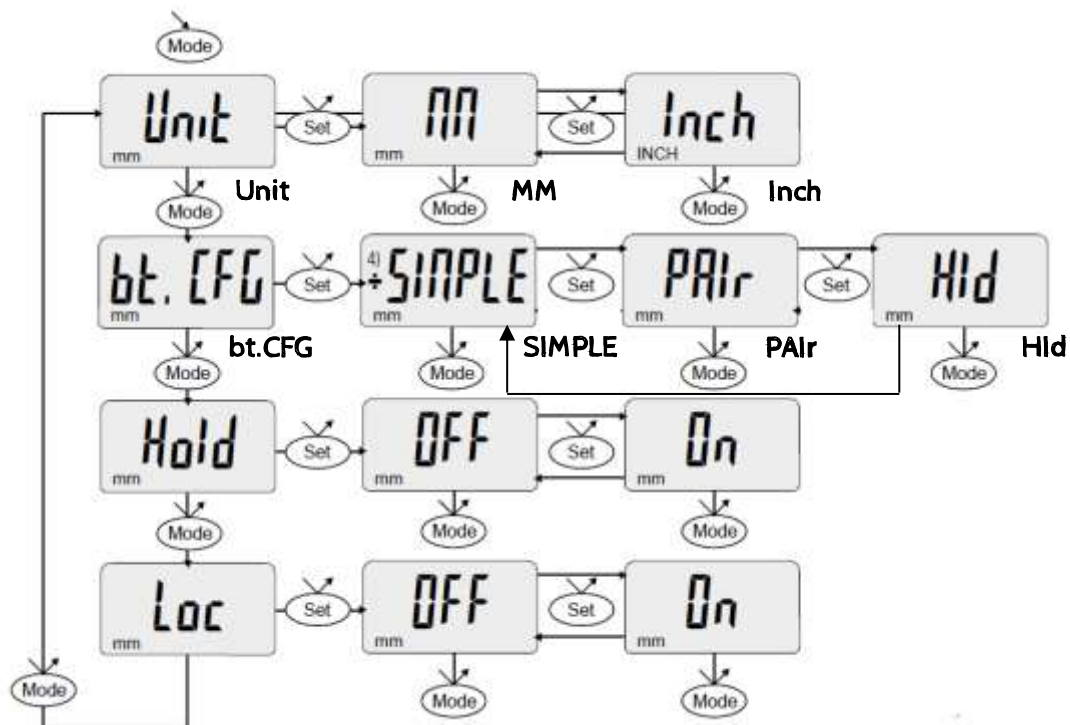 Mode
Unit mm Set MM mm Set Inch INCH
Mode Unit Mode MM Mode Inch
bt.CFG mm Set 4) ÷SIMPLE mm Set PAIr mm Set HId mm
Mode bt.CFG Mode SIMPLE Mode PAIr Mode HId
Hold mm Set OFF mm Set On mm
Mode Mode Mode
Loc mm Set OFF mm Set On mm
Mode Mode Mode